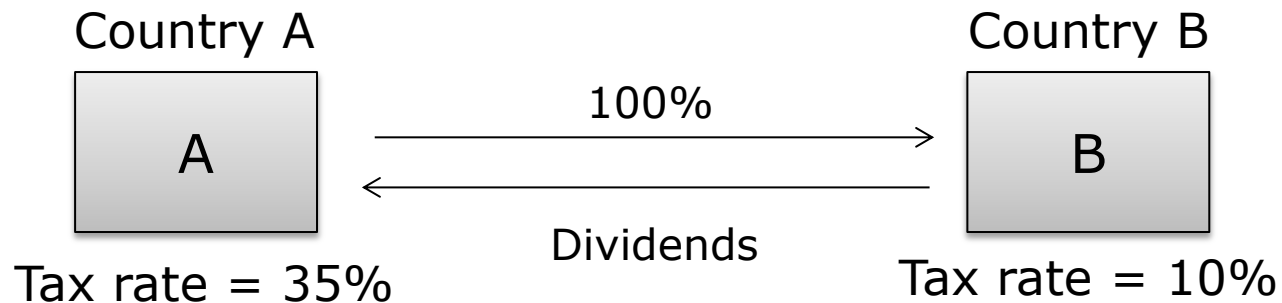 Country A
Country B
100%
A
B
Dividends
Tax rate = 35%
Tax rate = 10%